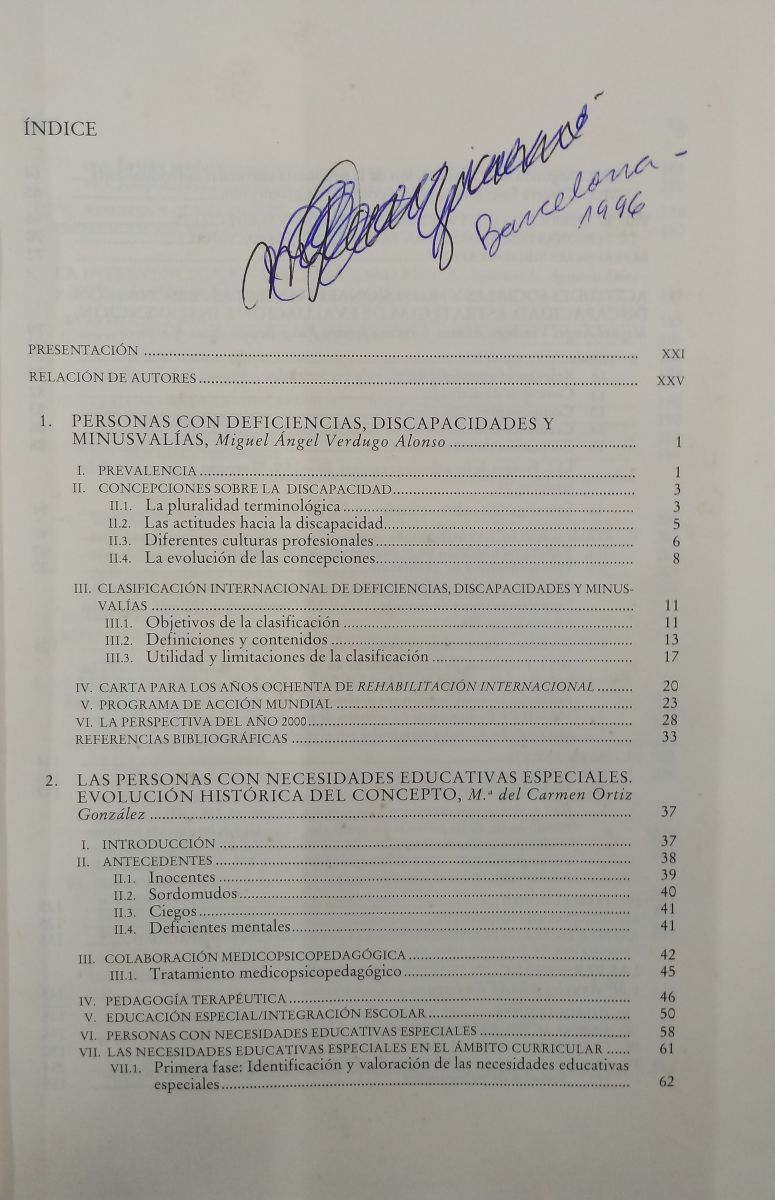 ÍNDICE
Barcelona -
1996
PRESENTACIÓN ........ XXI
RELACIÓN DE AUTORES ........ XXV
1. PERSONAS CON DEFICIENCIAS, DISCAPACIDADES Y
MINUSVALÍAS, Miguel Ángel Verdugo Alonso ........ 1
I. PREVALENCIA ........ 1
II. CONCEPCIONES SOBRE LA DISCAPACIDAD ........ 3
II.1. La pluralidad terminológica ........ 3
II.2. Las actitudes hacia la discapacidad ........ 5
II.3. Diferentes culturas profesionales ........ 6
II.4. La evolución de las concepciones ........ 8
III. CLASIFICACIÓN INTERNACIONAL DE DEFICIENCIAS, DISCAPACIDADES Y MINUS-
VALÍAS ........ 11
III.1. Objetivos de la clasificación ........ 11
III.2. Definiciones y contenidos ........ 13
III.3. Utilidad y limitaciones de la clasificación ........ 17
IV. CARTA PARA LOS AÑOS OCHENTA DE REHABILITACIÓN INTERNACIONAL ........ 20
V. PROGRAMA DE ACCIÓN MUNDIAL ........ 23
VI. LA PERSPECTIVA DEL AÑO 2000 ........ 28
REFERENCIAS BIBLIOGRÁFICAS ........ 33
2. LAS PERSONAS CON NECESIDADES EDUCATIVAS ESPECIALES.
EVOLUCIÓN HISTÓRICA DEL CONCEPTO, M.ª del Carmen Ortiz
González ........ 37
I. INTRODUCCIÓN ........ 37
II. ANTECEDENTES ........ 38
II.1. Inocentes ........ 39
II.2. Sordomudos ........ 40
II.3. Ciegos ........ 41
II.4. Deficientes mentales ........ 41
III. COLABORACIÓN MEDICOPSICOPEDAGÓGICA ........ 42
III.1. Tratamiento medicopsicopedagógico ........ 45
IV. PEDAGOGÍA TERAPÉUTICA ........ 46
V. EDUCACIÓN ESPECIAL/INTEGRACIÓN ESCOLAR ........ 50
VI. PERSONAS CON NECESIDADES EDUCATIVAS ESPECIALES ........ 58
VII. LAS NECESIDADES EDUCATIVAS ESPECIALES EN EL ÁMBITO CURRICULAR ...... 61
VII.1. Primera fase: Identificación y valoración de las necesidades educativas
especiales ........ 62